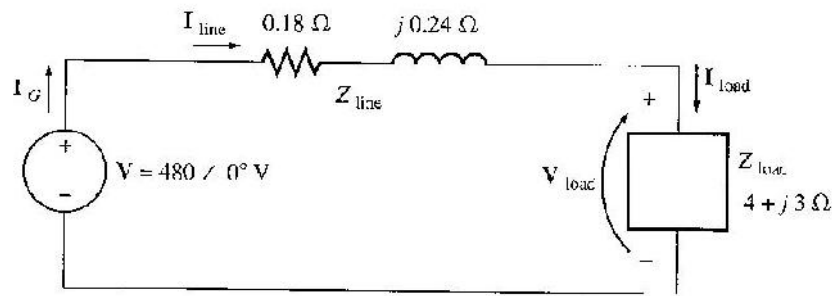 I line 0.18 Ω j 0.24 Ω
I G
Z line
I load
+
+
V = 480 ∠ 0° V
–
V load
Z load
4 + j 3 Ω
–